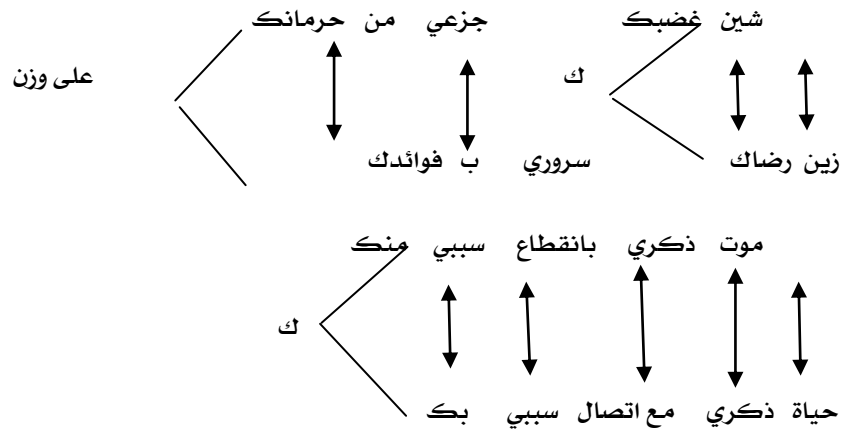 شين غضبك جزعي من حرمانك
ك على وزن
زين رضاك سروري ب فوائدك
موت ذكري بانقطاع سببي منك
ك
حياة ذكري مع اتصال سببي بك